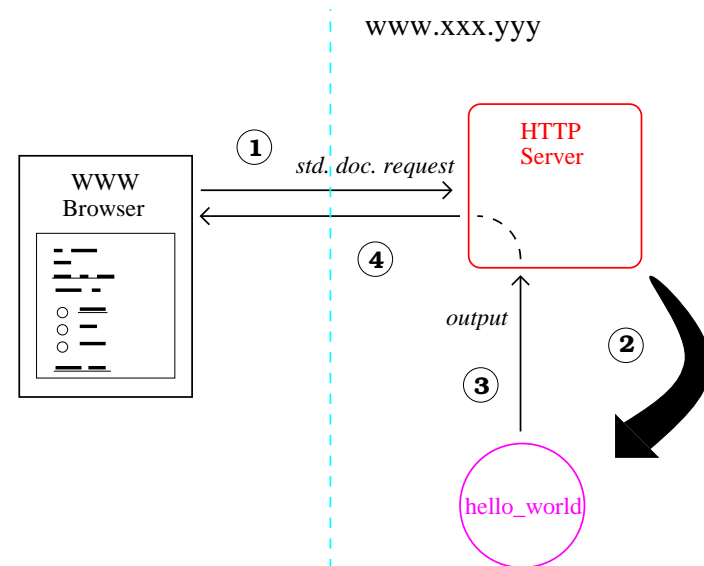 www.xxx.yyy
HTTP
Server
1
std. doc. request
WWW
Browser
4
output
2
3
hello_world